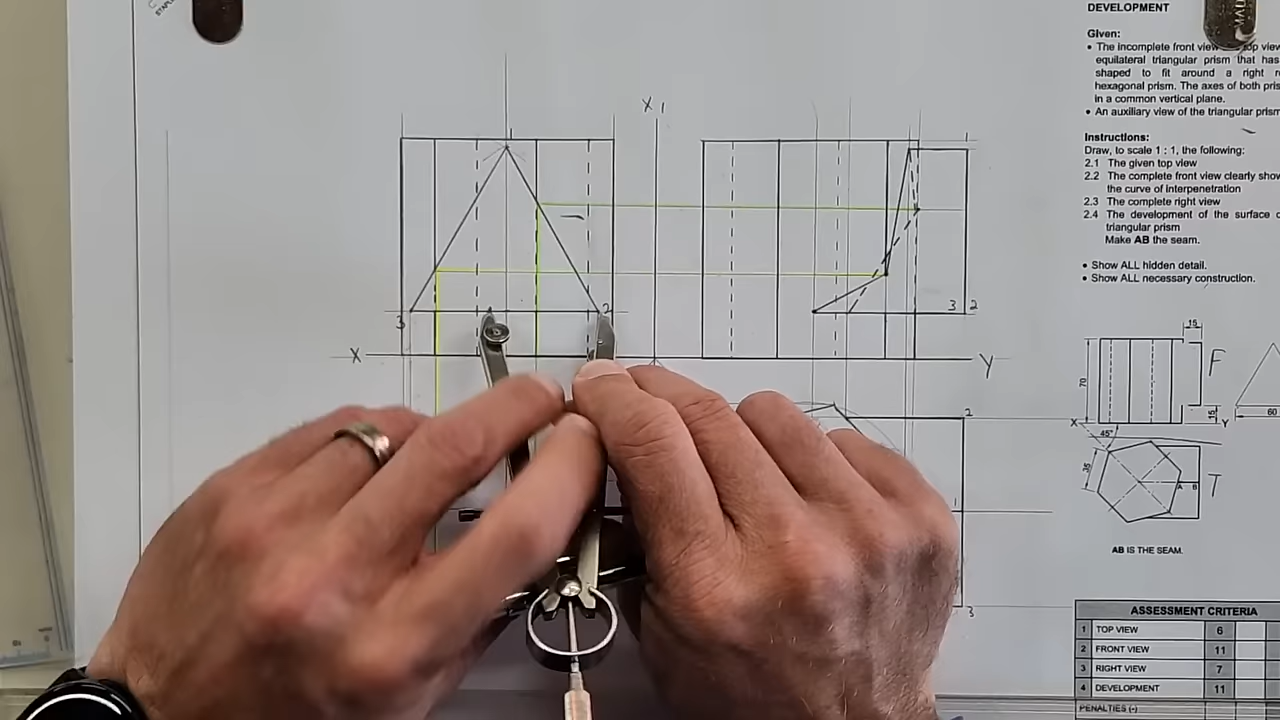 DEVELOPMENT
Given:
• The incomplete front view top view
equilateral triangular prism that has
shaped to fit around a right
hexagonal prism. The axes of both
in a common vertical plane.
• An auxiliary view of the triangular prism
Instructions:
Draw, to scale 1 : 1, the following:
2.1 The given top view
2.2 The complete front view clearly
the curve of interpenetration
2.3 The complete right view
2.4 The development of the surface
triangular prism
Make AB the seam.
• Show ALL hidden detail.
• Show ALL necessary construction.
X1
1
1
3
2
3 2
X
Y
2
1
3
15
70
F
15
60
X
Y
45°
35
A B
T
AB IS THE SEAM.
ASSESSMENT CRITERIA
1 TOP VIEW 6
2 FRONT VIEW 11
3 RIGHT VIEW 7
4 DEVELOPMENT 11
PENALTIES (-)